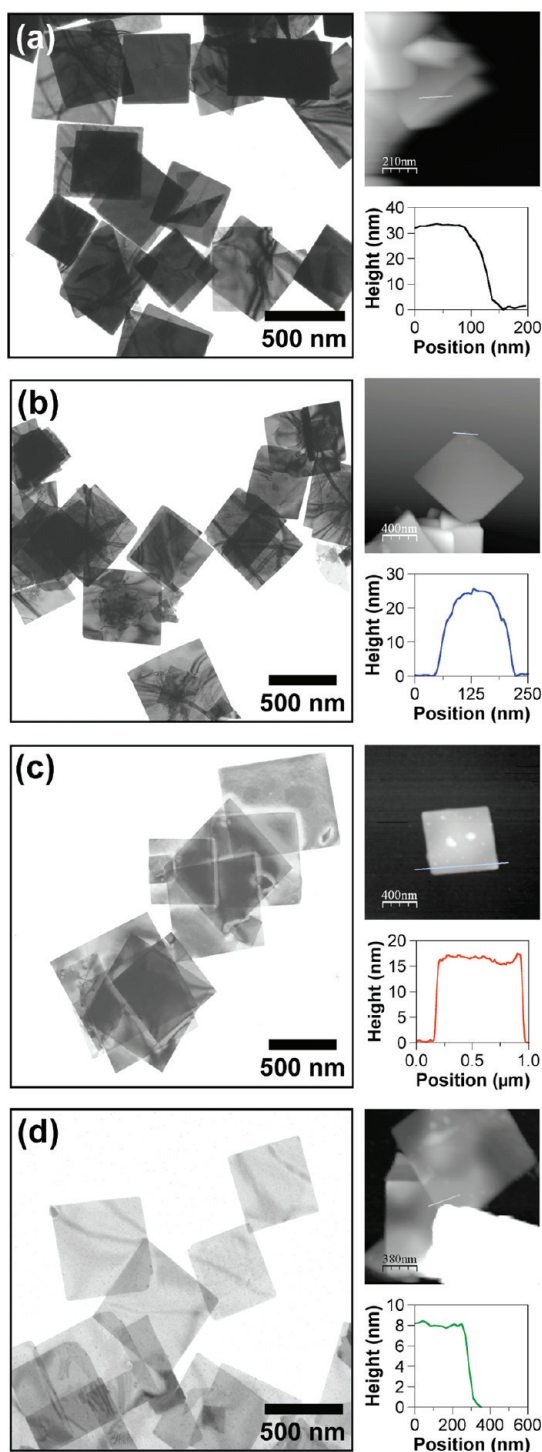 (a)
500 nm
210nm
Height (nm)
40
30
20
10
0
0 100 200
Position (nm)
(b)
500 nm
400nm
Height (nm)
30
20
10
0
0 125 250
Position (nm)
(c)
500 nm
400nm
Height (nm)
20
15
10
5
0
0.0 0.5 1.0
Position (µm)
(d)
500 nm
380nm
Height (nm)
10
8
6
4
2
0
0 200 400 600
Position (nm)